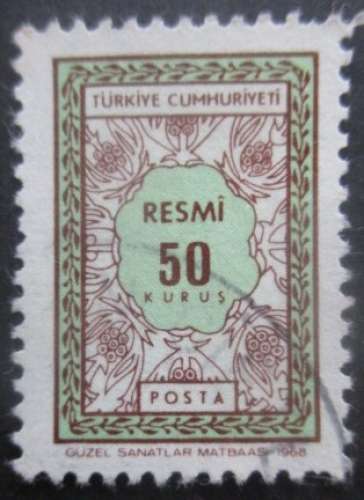 TÜRKİYE CUMHURİYETİ
RESMÎ
50
KURUŞ
POSTA
GÜZEL SANATLAR MATBAASI 1968